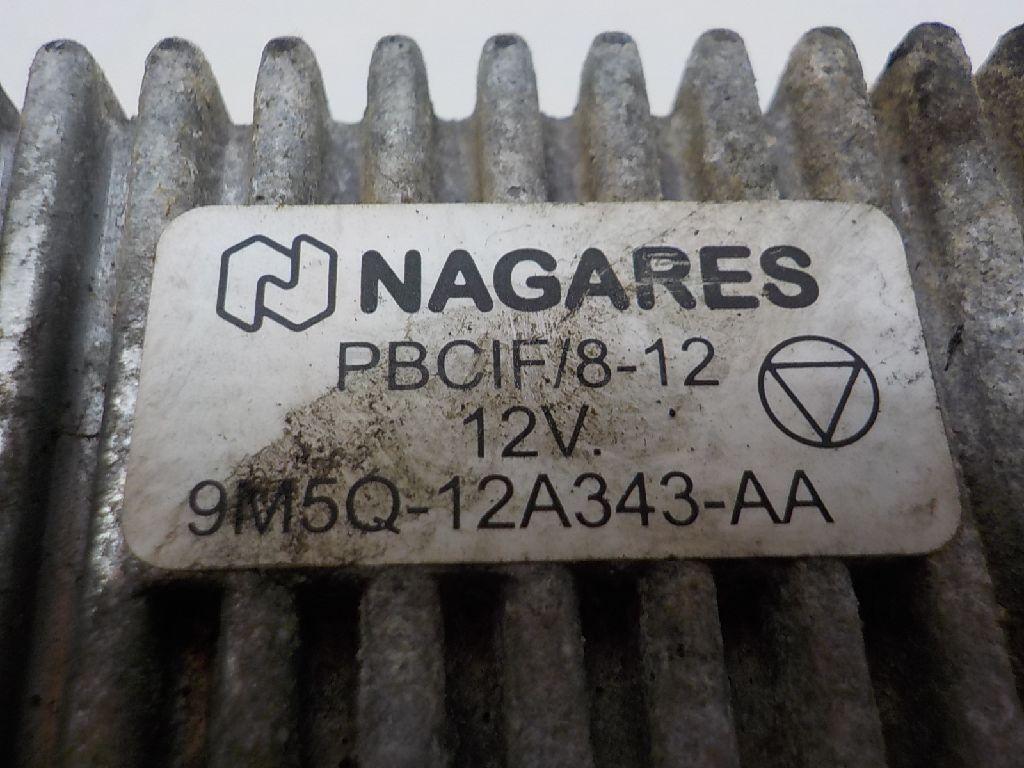 NAGARES
PBCIF/8-12
12V.
9M5Q-12A343-AA